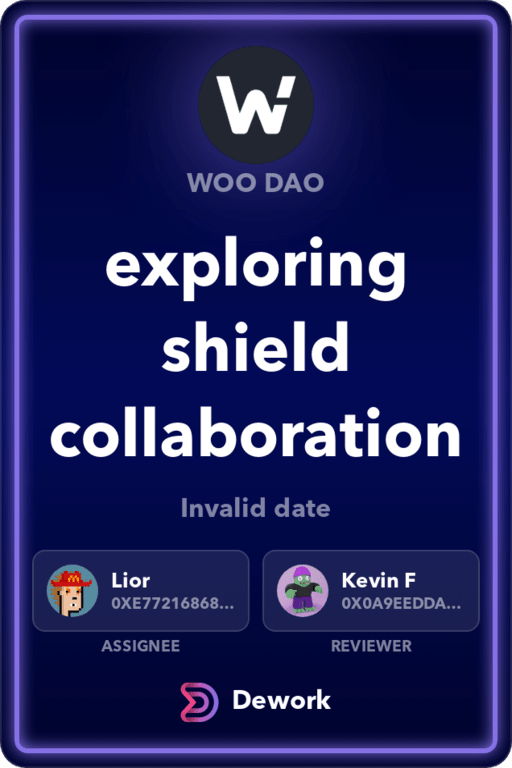 WOO DAO
exploring
shield
collaboration
Invalid date
Lior
0XE77216868...
ASSIGNEE
Kevin F
0X0A9EEDDA...
REVIEWER
Dework